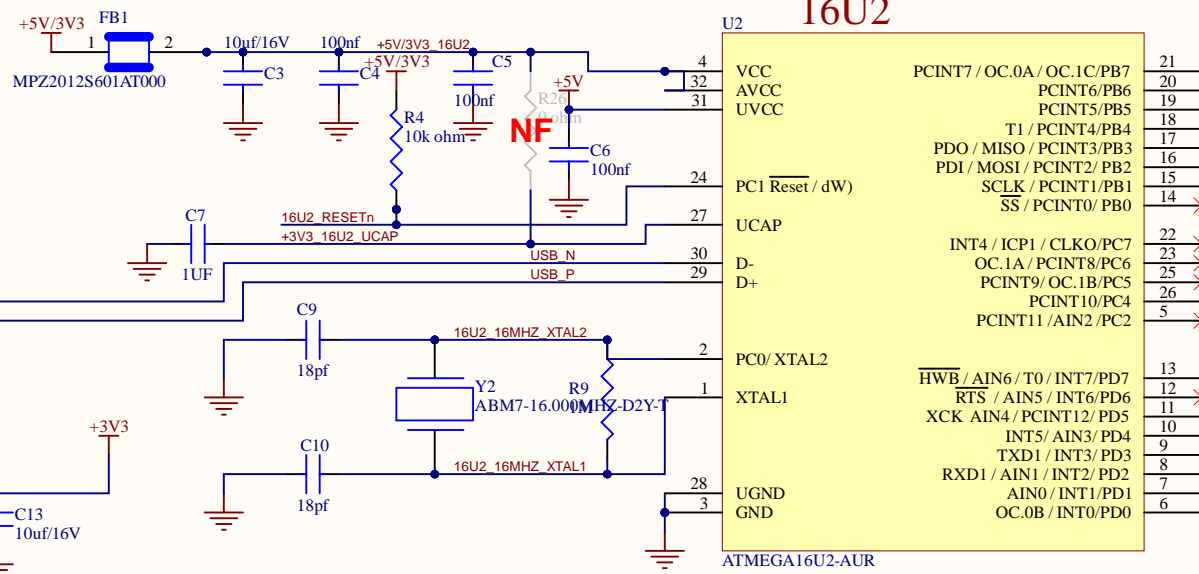 16U2
+5V/3V3
FB1
1
2
MPZ2012S601AT000
10uf/16V
C3
100nf
C4
+5V/3V3_16U2
+5V/3V3
C5
100nf
R4
10k ohm
R26
0 ohm
NF
+5V
C6
100nf
16U2_RESETn
+3V3_16U2_UCAP
C7
1UF
USB_N
USB_P
C9
18pf
16U2_16MHZ_XTAL2
Y2
ABM7-16.000MHZ-D2Y-T
R9
1M
C10
18pf
16U2_16MHZ_XTAL1
+3V3
C13
10uf/16V
U2
4 VCC
32 AVCC
31 UVCC
24 PC1 Reset / dW)
27 UCAP
30 D-
29 D+
2 PC0/ XTAL2
1 XTAL1
28 UGND
3 GND
PCINT7 / OC.0A / OC.1C/PB7 21
PCINT6/PB6 20
PCINT5/PB5 19
T1 / PCINT4/PB4 18
PDO / MISO / PCINT3/PB3 17
PDI / MOSI / PCINT2/ PB2 16
SCLK / PCINT1/PB1 15
SS / PCINT0/ PB0 14
INT4 / ICP1 / CLKO/PC7 22
OC.1A / PCINT8/PC6 23
PCINT9/ OC.1B/PC5 25
PCINT10/PC4 26
PCINT11 /AIN2 /PC2 5
HWB / AIN6 / T0 / INT7/PD7 13
RTS / AIN5 / INT6/PD6 12
XCK AIN4 / PCINT12/ PD5 11
INT5/ AIN3/ PD4 10
TXD1 / INT3/ PD3 9
RXD1 / AIN1 / INT2/ PD2 8
AIN0 / INT1/PD1 7
OC.0B / INT0/PD0 6
ATMEGA16U2-AUR